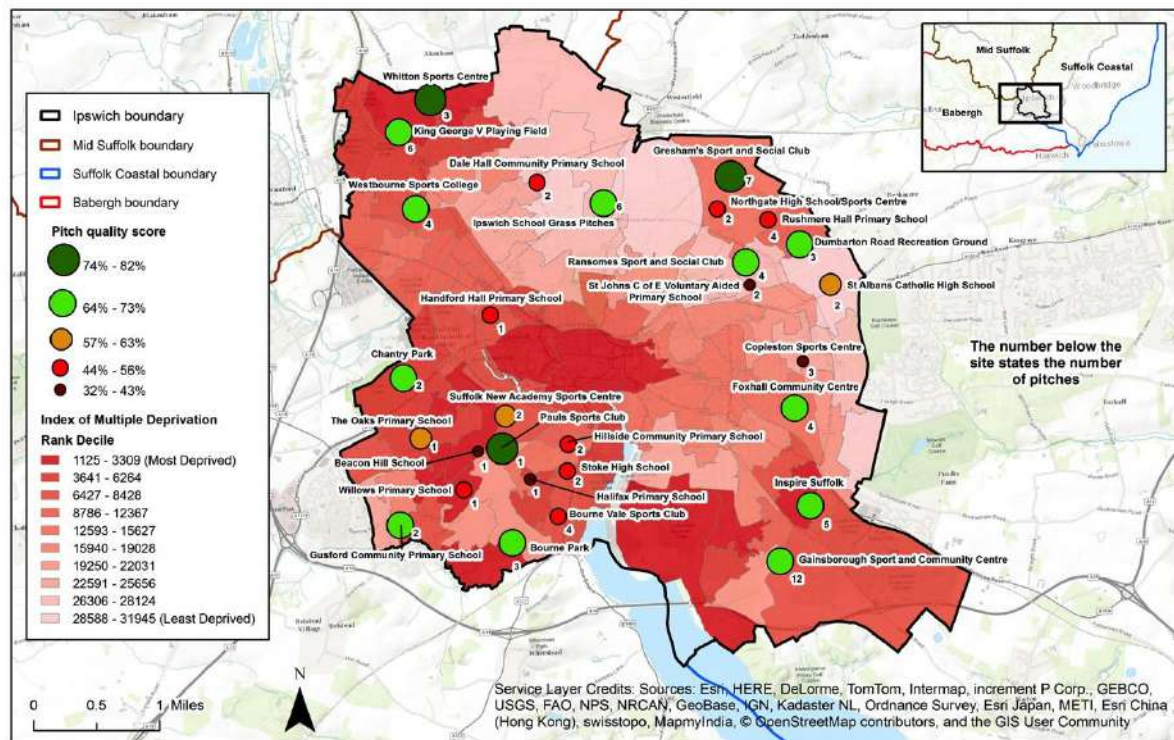 Ipswich boundary
Mid Suffolk boundary
Suffolk Coastal boundary
Babergh boundary
Pitch quality score
74% - 82%
64% - 73%
57% - 63%
44% - 56%
32% - 43%
Index of Multiple Deprivation
Rank Decile
1125 - 3309 (Most Deprived)
3641 - 6264
6427 - 8428
8786 - 12367
12593 - 15627
15940 - 19028
19250 - 22031
22591 - 25656
26306 - 28124
28588 - 31945 (Least Deprived)
Mid Suffolk
Suffolk Coastal
Woodbridge
Ipswich
Babergh
Harwich
Felixstowe
Whitton Sports Centre
3
King George V Playing Field
6
Dale Hall Community Primary School
2
Gresham's Sport and Social Club
7
Westbourne Sports College
4
Ipswich School Grass Pitches
6
Northgate High School/Sports Centre
2
Rushmere Hall Primary School
4
Dumbarton Road Recreation Ground
3
Ransomes Sport and Social Club
4
St Johns C of E Voluntary Aided
Primary School
2
St Albans Catholic High School
2
Handford Hall Primary School
1
Copleston Sports Centre
3
The number below the
site states the number
of pitches
Chantry Park
2
Foxhall Community Centre
4
Suffolk New Academy Sports Centre
2
The Oaks Primary School
1
Pauls Sports Club
1
Beacon Hill School
1
Hillside Community Primary School
2
Stoke High School
2
Willows Primary School
1
Halifax Primary School
1
Inspire Suffolk
5
Bourne Vale Sports Club
4
Gusford Community Primary School
2
Bourne Park
3
Gainsborough Sport and Community Centre
12
N
0 0.5 1 Miles
Service Layer Credits: Sources: Esri, HERE, DeLorme, TomTom, Intermap, increment P Corp., GEBCO,
USGS, FAO, NPS, NRCAN, GeoBase, IGN, Kadaster NL, Ordnance Survey, Esri Japan, METI, Esri China
(Hong Kong), swisstopo, MapmyIndia, © OpenStreetMap contributors, and the GIS User Community